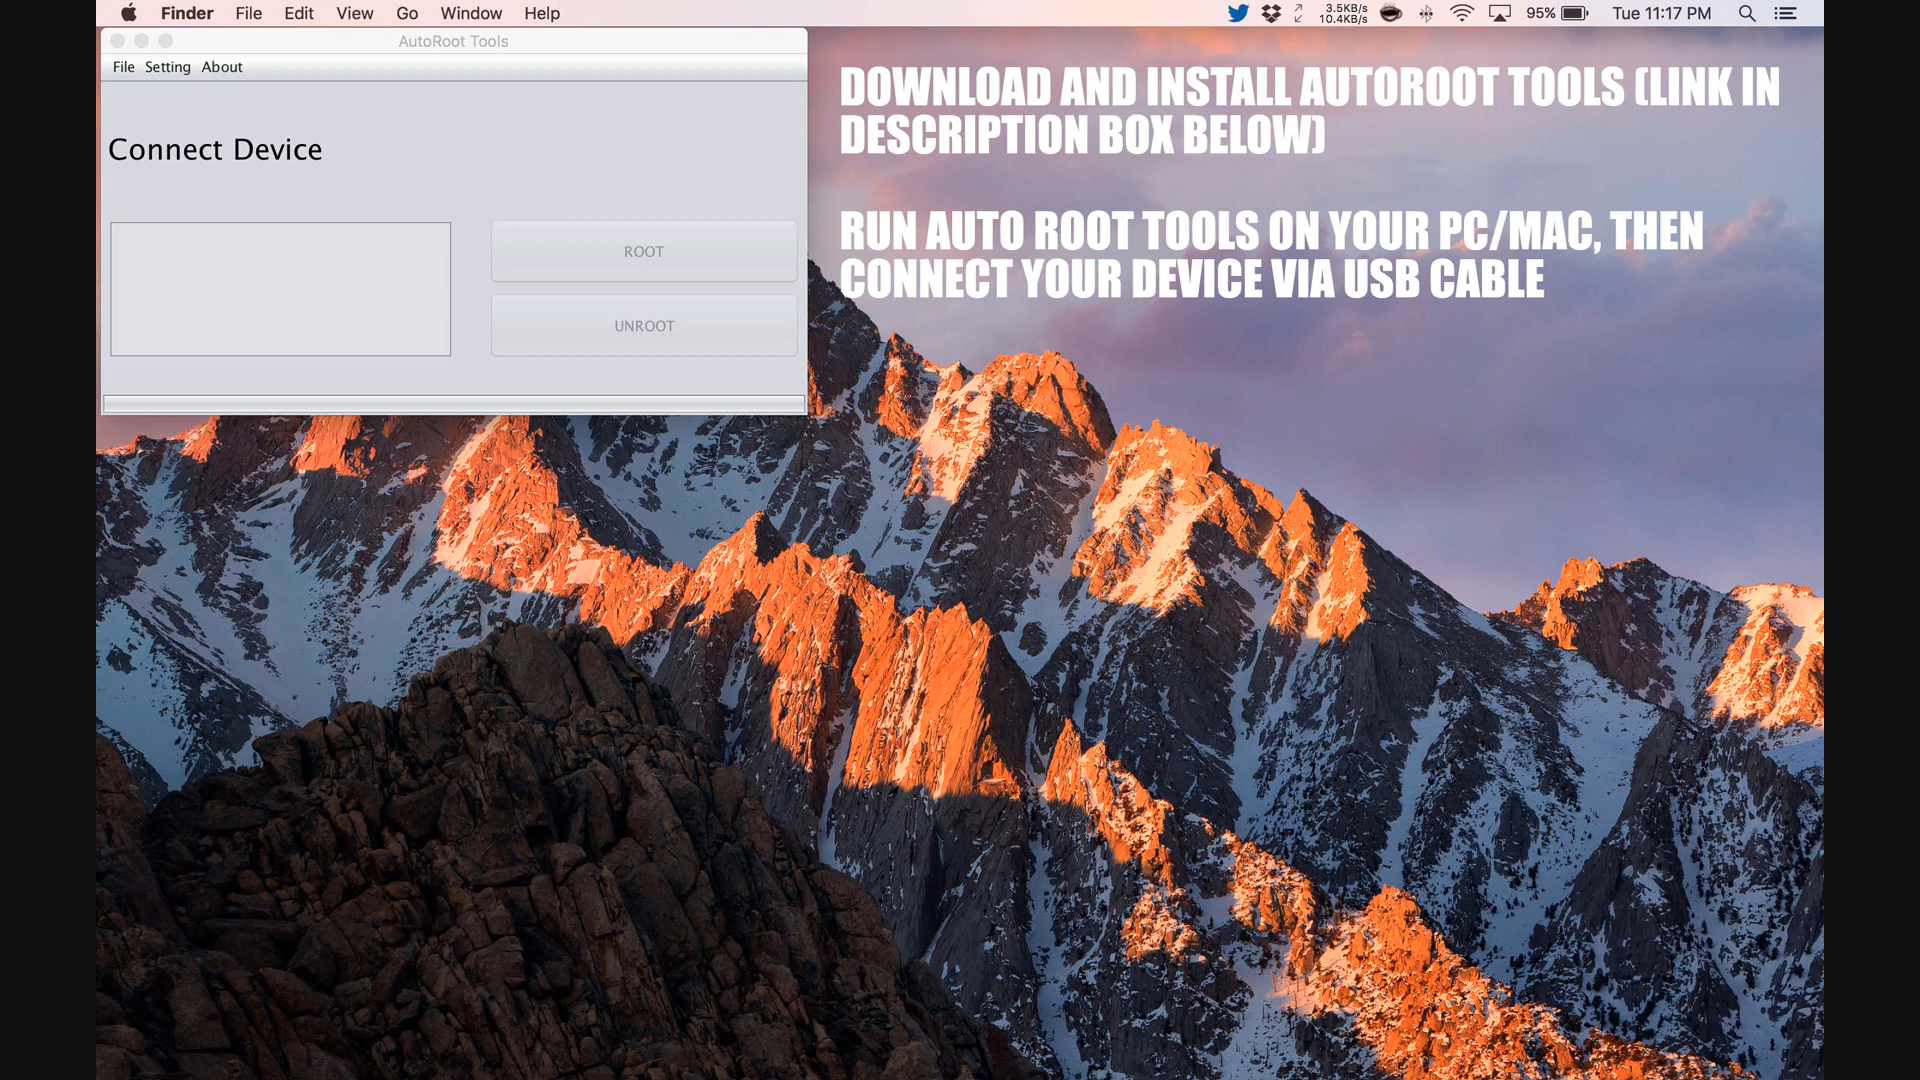 Finder File Edit View Go Window Help 3.5KB/s 10.4KB/s 95% Tue 11:17 PM
AutoRoot Tools
File Setting About
Connect Device
ROOT
UNROOT
DOWNLOAD AND INSTALL AUTOROOT TOOLS (LINK IN
DESCRIPTION BOX BELOW)
RUN AUTO ROOT TOOLS ON YOUR PC/MAC, THEN
CONNECT YOUR DEVICE VIA USB CABLE